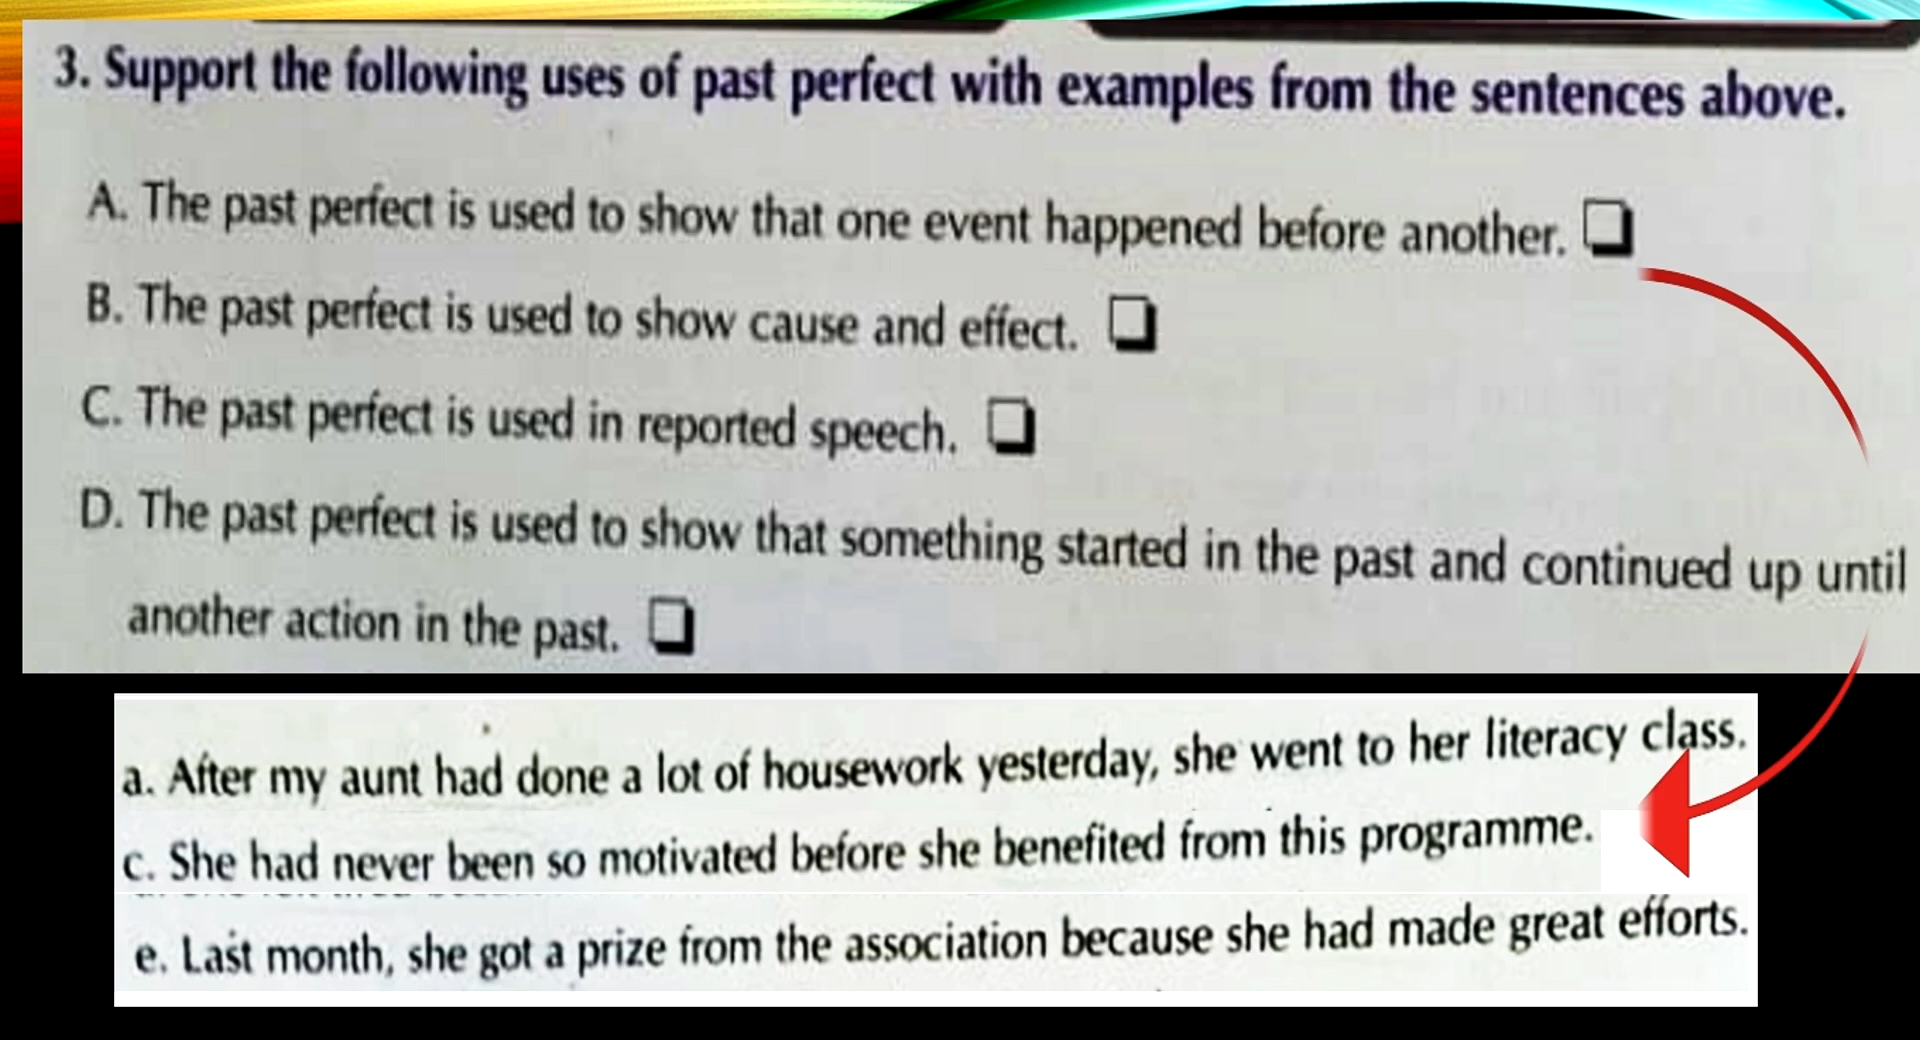 3. Support the following uses of past perfect with examples from the sentences above.
A. The past perfect is used to show that one event happened before another.
B. The past perfect is used to show cause and effect.
C. The past perfect is used in reported speech.
D. The past perfect is used to show that something started in the past and continued up until
another action in the past.
a. After my aunt had done a lot of housework yesterday, she went to her literacy class.
c. She had never been so motivated before she benefited from this programme.
e. Last month, she got a prize from the association because she had made great efforts.